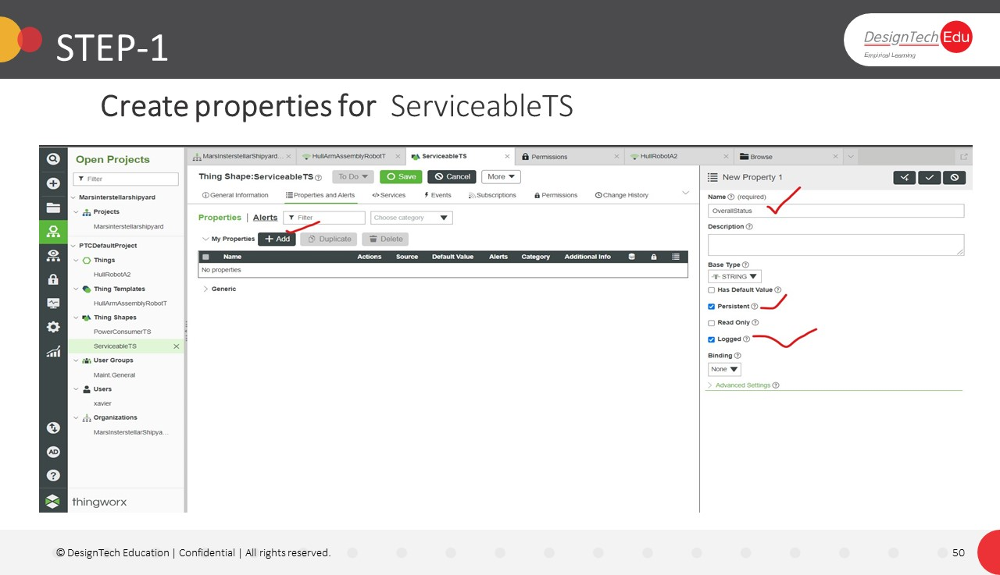 STEP-1
DesignTech Edu
Empirical Learning
Create properties for ServiceableTS
Open Projects
Filter
Marsinterstellarshipyard
Projects
Marsinterstellarshipyard
PTCDefaultProject
Things
HullRobotA2
Thing Templates
HullArmAssemblyRobotT
Thing Shapes
PowerConsumerTS
ServiceableTS
User Groups
Maint.General
Users
xavier
Organizations
MarsInsterstellarShipya...
AD
thingworx
MarsInsterstellarShipyard... HullArmAssemblyRobotT ServiceableTS Permissions HullRobotA2 Browse
Thing Shape:ServiceableTS To Do Save Cancel More
General Information Properties and Alerts Services Events Subscriptions Permissions Change History
Properties | Alerts Filter Choose category
My Properties + Add Duplicate Delete
Name Actions Source Default Value Alerts Category Additional Info
No properties
Generic
New Property 1
Name (required)
OverallStatus
Description
Base Type
STRING
Has Default Value
Persistent
Read Only
Logged
Binding
None
Advanced Settings
© DesignTech Education | Confidential | All rights reserved.
50